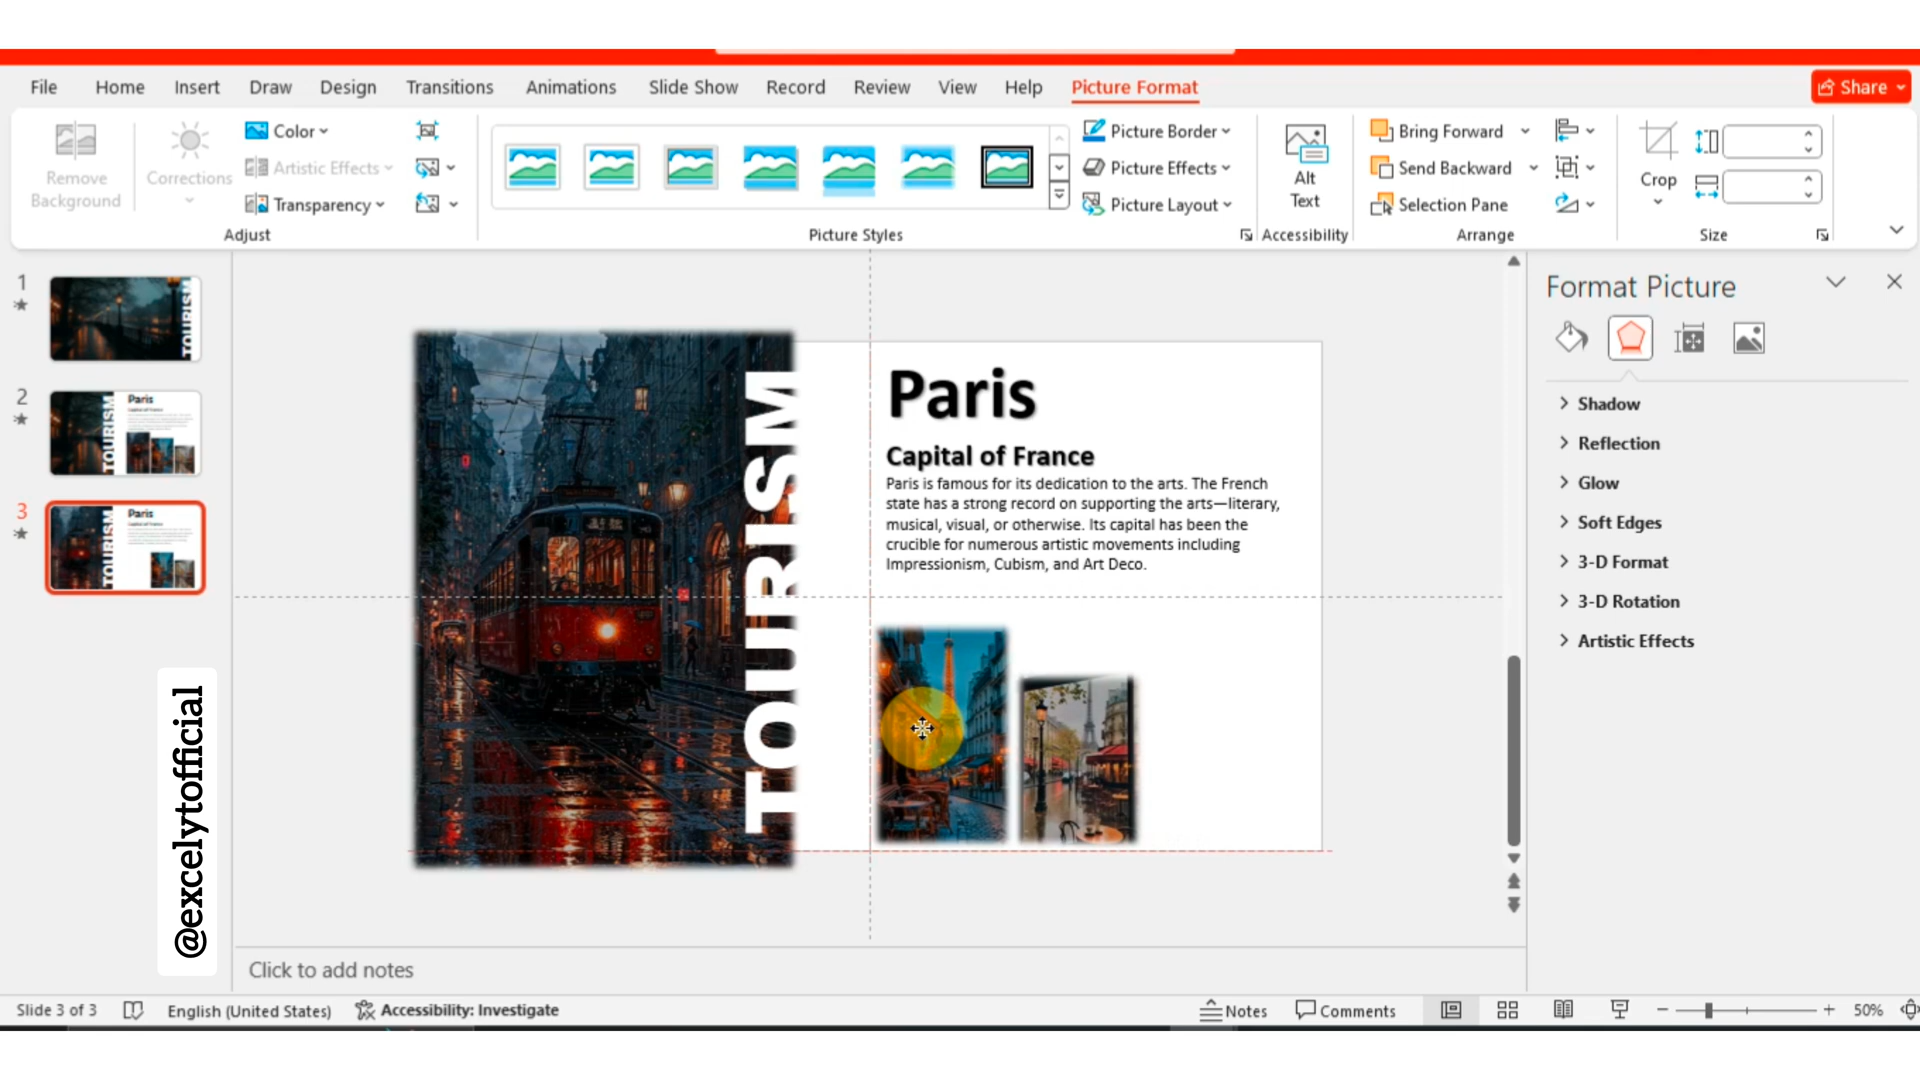 File Home Insert Draw Design Transitions Animations Slide Show Record Review View Help Picture Format Share
Remove
Background
Corrections
Color
Artistic Effects
Transparency
Adjust
Picture Styles
Picture Border
Picture Effects
Picture Layout
Alt
Text
Accessibility
Bring Forward
Send Backward
Selection Pane
Arrange
Crop
Size
1
TOURISM
2
Paris
TOURISM
3
Paris
TOURISM
@excelytofficial
TOURISM
Paris
Capital of France
Paris is famous for its dedication to the arts. The French
state has a strong record on supporting the arts—literary,
musical, visual, or otherwise. Its capital has been the
crucible for numerous artistic movements including
Impressionism, Cubism, and Art Deco.
Format Picture
Shadow
Reflection
Glow
Soft Edges
3-D Format
3-D Rotation
Artistic Effects
Click to add notes
Slide 3 of 3 English (United States) Accessibility: Investigate Notes Comments 50%